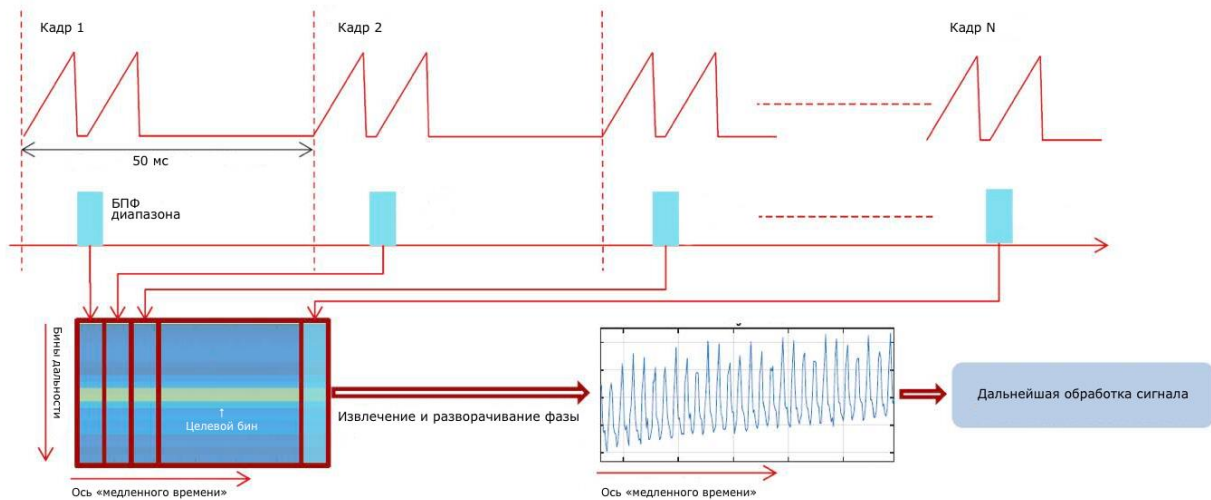 Кадр 1
Кадр 2
Кадр N
50 мс
БПФ
диапазона
Бины дальности
↑
Целевой бин
Извлечение и разворачивание фазы
Дальнейшая обработка сигнала
Ось «медленного времени»
Ось «медленного времени»